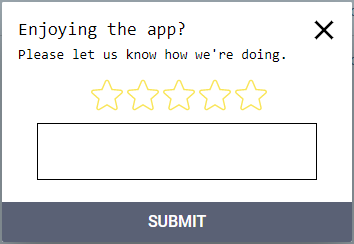 Enjoying the app?
Please let us know how we're doing.
SUBMIT